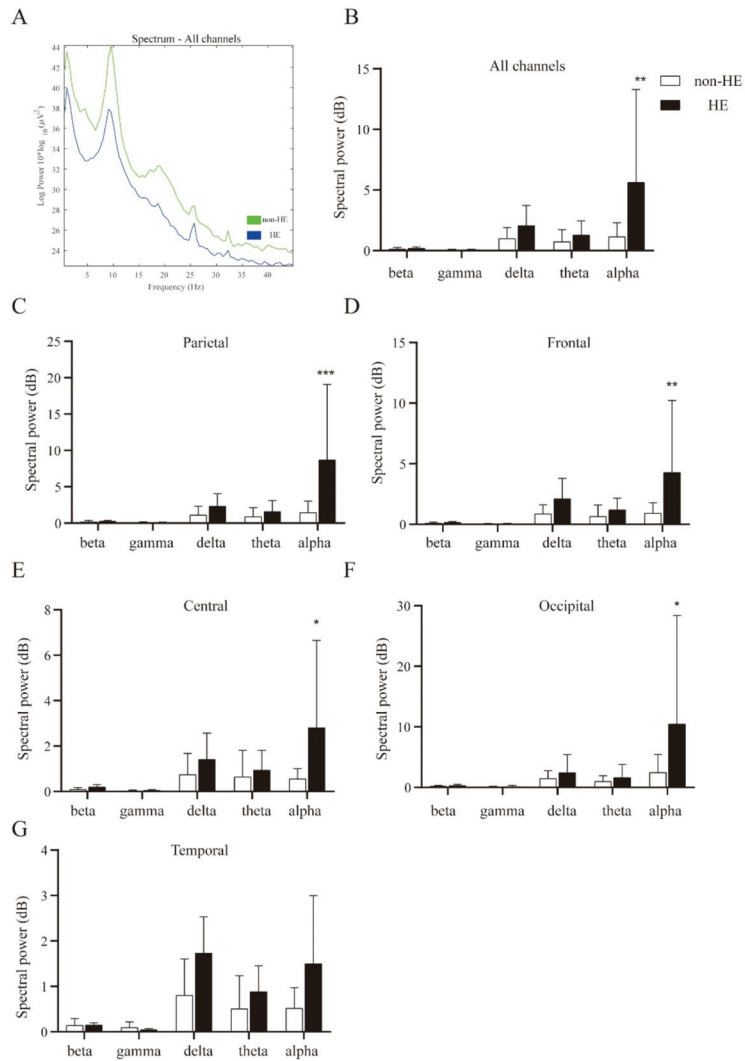 A
Spectrum - All channels
Log Power 10*log 10(μV²)
44
42
40
38
36
34
32
30
28
26
24
5 10 15 20 25 30 35 40
Frequency (Hz)
non-HE
HE
B
All channels
Spectral power (dB)
15
10
5
0
**
beta gamma delta theta alpha
non-HE
HE
C
Parietal
Spectral power (dB)
25
20
15
10
5
0
***
beta gamma delta theta alpha
D
Frontal
Spectral power (dB)
15
10
5
0
**
beta gamma delta theta alpha
E
Central
Spectral power (dB)
8
6
4
2
0
*
beta gamma delta theta alpha
F
Occipital
Spectral power (dB)
30
20
10
0
*
beta gamma delta theta alpha
G
Temporal
Spectral power (dB)
4
3
2
1
0
beta gamma delta theta alpha